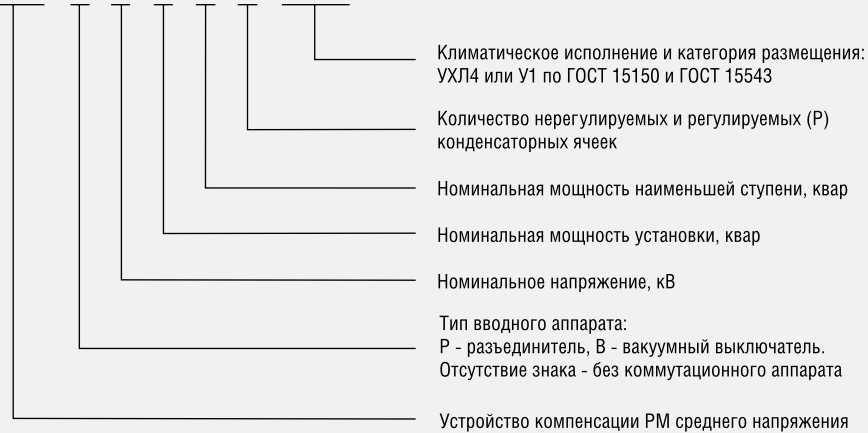 Климатическое исполнение и категория размещения:
УХЛ4 или У1 по ГОСТ 15150 и ГОСТ 15543
Количество нерегулируемых и регулируемых (Р)
конденсаторных ячеек
Номинальная мощность наименьшей ступени, квар
Номинальная мощность установки, квар
Номинальное напряжение, кВ
Тип вводного аппарата:
Р - разъединитель, В - вакуумный выключатель.
Отсутствие знака - без коммутационного аппарата
Устройство компенсации РМ среднего напряжения